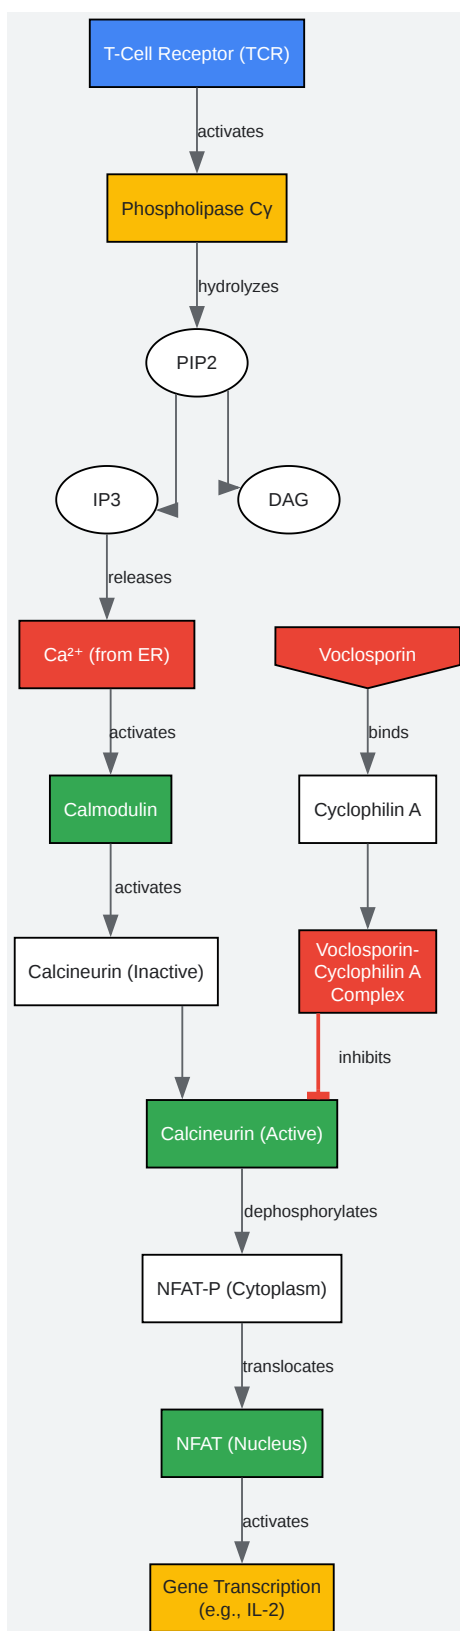 T-Cell Receptor (TCR)
activates
Phospholipase Cγ
hydrolyzes
PIP2
IP3
DAG
releases
Ca²⁺ (from ER)
Voclosporin
activates
binds
Calmodulin
Cyclophilin A
activates
Calcineurin (Inactive)
Voclosporin-
Cyclophilin A
Complex
inhibits
Calcineurin (Active)
dephosphorylates
NFAT-P (Cytoplasm)
translocates
NFAT (Nucleus)
activates
Gene Transcription
(e.g., IL-2)